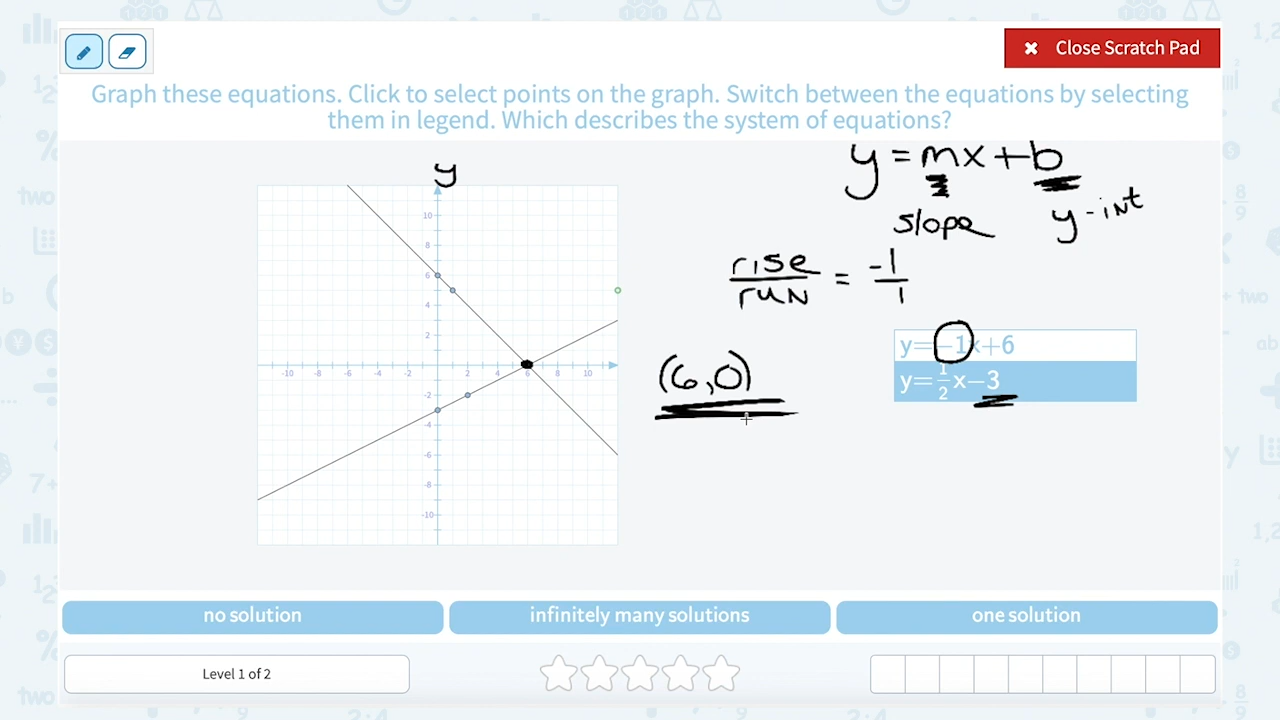 Close Scratch Pad
Graph these equations. Click to select points on the graph. Switch between the equations by selecting
them in legend. Which describes the system of equations?
y = mx + b
slope
y-int
rise
run
= -1
1
y
10
8
6
4
2
-10 -8 -6 -4 -2 2 4 6 8 10
-2
-4
-6
-8
-10
(6,0)
y=-1x+6
y=1/2x-3
no solution
infinitely many solutions
one solution
Level 1 of 2